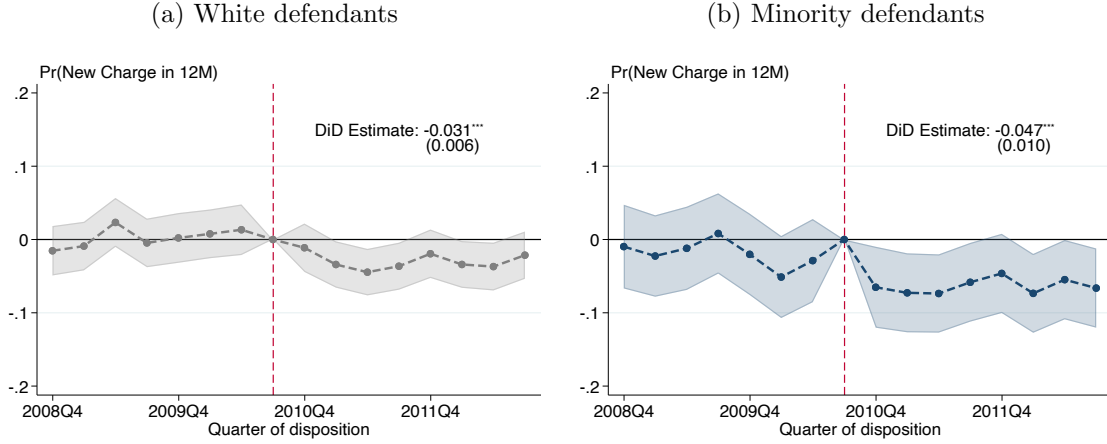 (a) White defendants
Pr(New Charge in 12M)
.2
.1
0
-.1
-.2
DiD Estimate: -0.031***
(0.006)
2008Q4 2009Q4 2010Q4 2011Q4
Quarter of disposition
(b) Minority defendants
Pr(New Charge in 12M)
.2
.1
0
-.1
-.2
DiD Estimate: -0.047***
(0.010)
2008Q4 2009Q4 2010Q4 2011Q4
Quarter of disposition